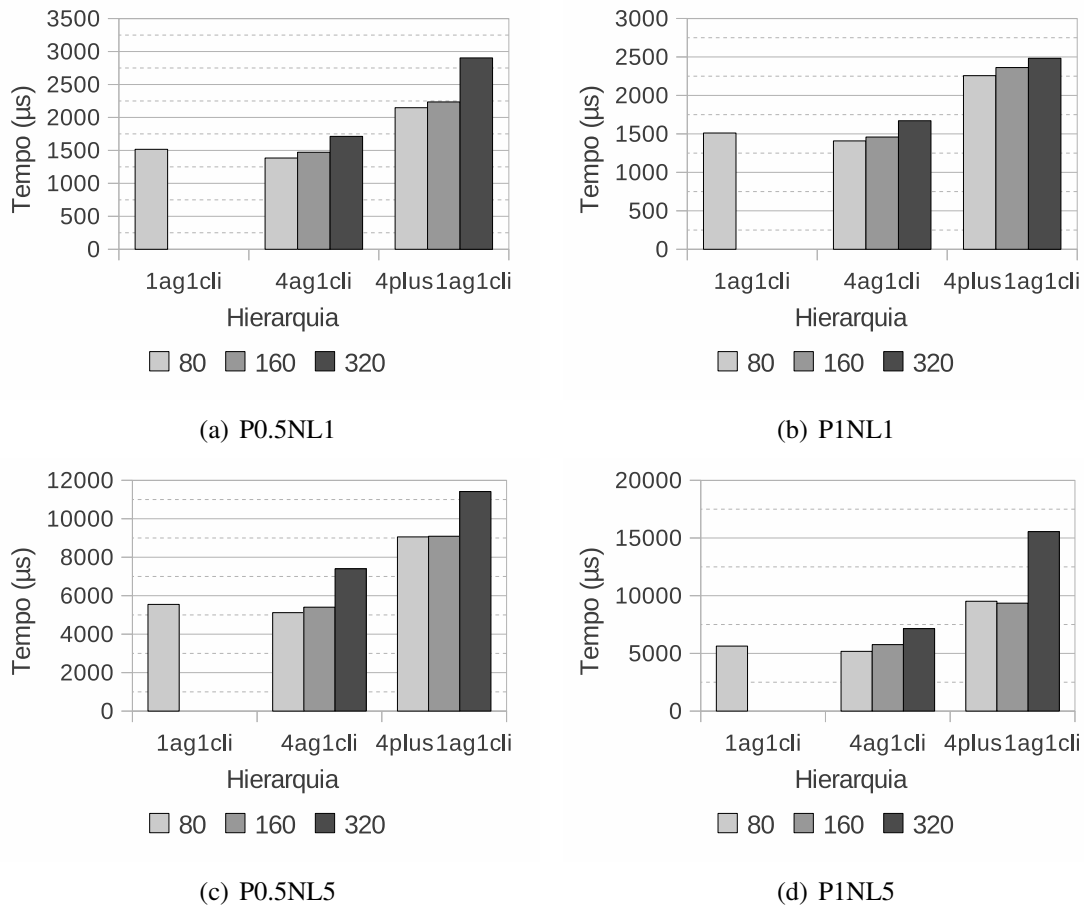 3500
3000
2500
2000
1500
1000
500
0
Tempo (µs)
1ag1cli 4ag1cli 4plus1ag1cli
Hierarquia
80 160 320
(a) P0.5NL1
3000
2500
2000
1500
1000
500
0
Tempo (µs)
1ag1cli 4ag1cli 4plus1ag1cli
Hierarquia
80 160 320
(b) P1NL1
12000
10000
8000
6000
4000
2000
0
Tempo (µs)
1ag1cli 4ag1cli 4plus1ag1cli
Hierarquia
80 160 320
(c) P0.5NL5
20000
15000
10000
5000
0
Tempo (µs)
1ag1cli 4ag1cli 4plus1ag1cli
Hierarquia
80 160 320
(d) P1NL5